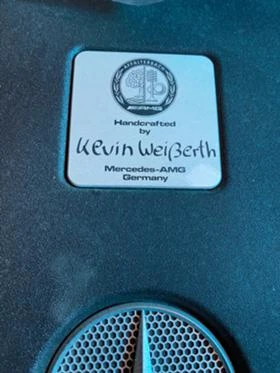 AFFALTERBACH
AMG
Handcrafted
by
Kevin Weißerth
Mercedes-AMG
Germany